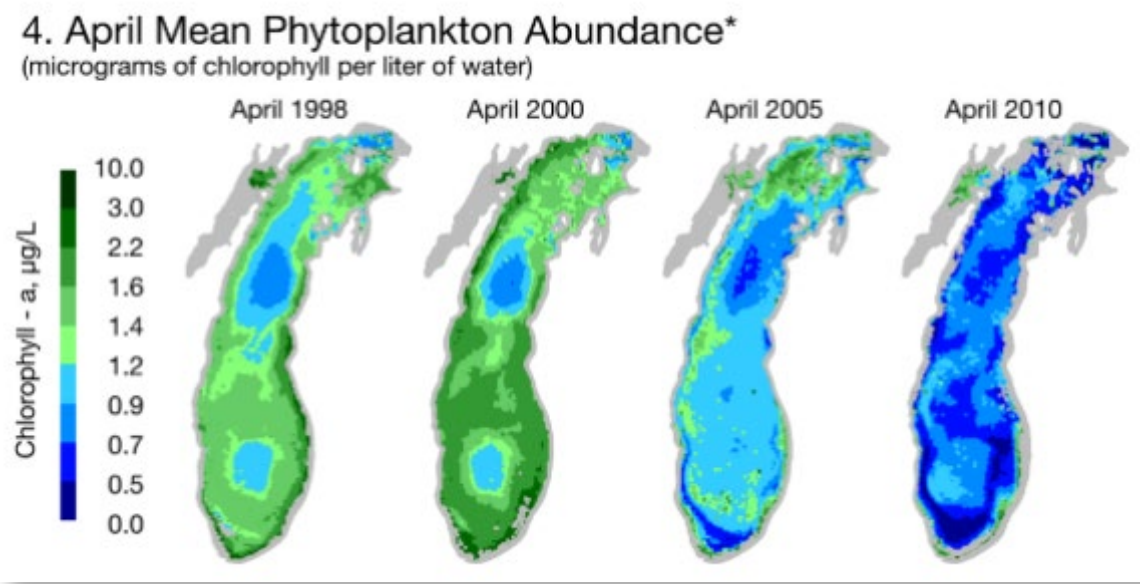 4. April Mean Phytoplankton Abundance*
(micrograms of chlorophyll per liter of water)
April 1998
April 2000
April 2005
April 2010
Chlorophyll - a, µg/L
10.0
3.0
2.2
1.6
1.4
1.2
0.9
0.7
0.5
0.0